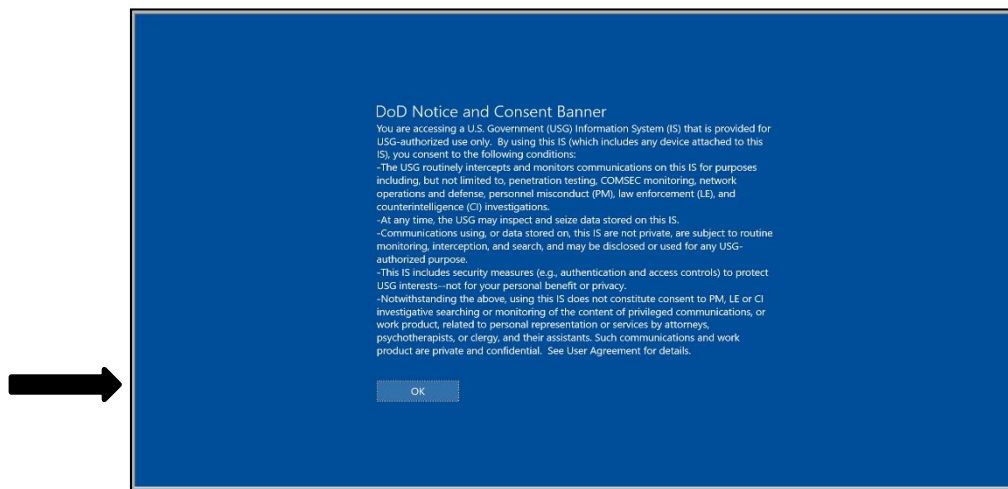 DoD Notice and Consent Banner
You are accessing a U.S. Government (USG) Information System (IS) that is provided for
USG-authorized use only.  By using this IS (which includes any device attached to this
IS), you consent to the following conditions:
-The USG routinely intercepts and monitors communications on this IS for purposes
including, but not limited to, penetration testing, COMSEC monitoring, network
operations and defense, personnel misconduct (PM), law enforcement (LE), and
counterintelligence (CI) investigations.
-At any time, the USG may inspect and seize data stored on this IS.
-Communications using, or data stored on, this IS are not private, are subject to routine
monitoring, interception, and search, and may be disclosed or used for any USG-
authorized purpose.
-This IS includes security measures (e.g., authentication and access controls) to protect
USG interests--not for your personal benefit or privacy.
-Notwithstanding the above, using this IS does not constitute consent to PM, LE or CI
investigative searching or monitoring of the content of privileged communications, or
work product, related to personal representation or services by attorneys,
psychotherapists, or clergy, and their assistants. Such communications and work
product are private and confidential.  See User Agreement for details.
OK